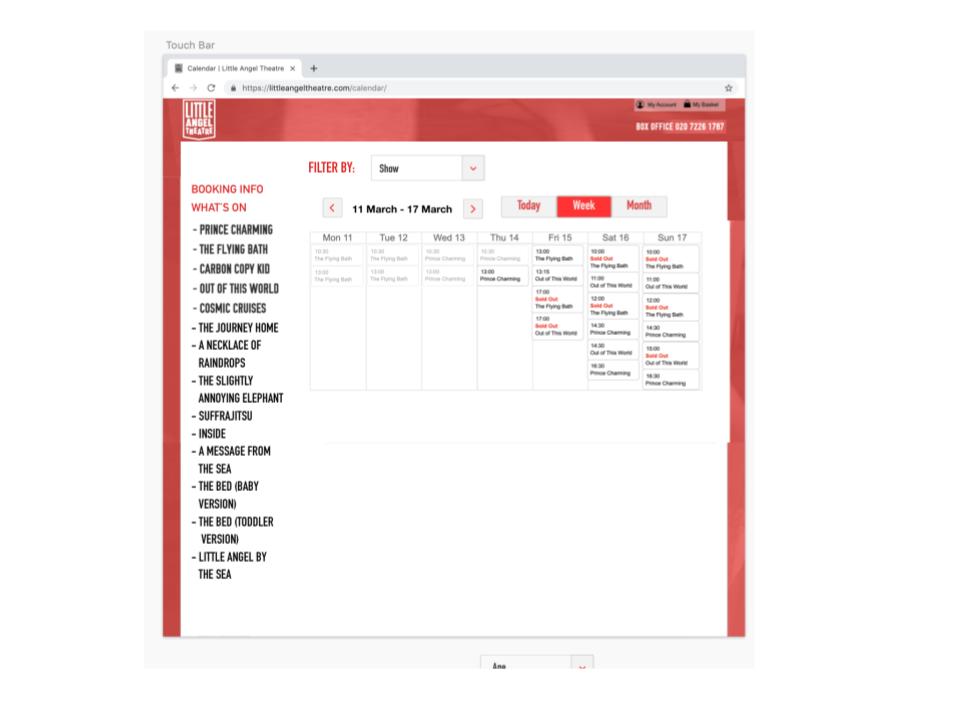 Touch Bar
Calendar | Little Angel Theatre
https://littleangeltheatre.com/calendar/
My Account My Basket
LITTLE
ANGEL
THEATRE
BOX OFFICE 020 7226 1787
FILTER BY: Show
BOOKING INFO
WHAT'S ON
- PRINCE CHARMING
- THE FLYING BATH
- CARBON COPY KID
- OUT OF THIS WORLD
- COSMIC CRUISES
- THE JOURNEY HOME
- A NECKLACE OF
RAINDROPS
- THE SLIGHTLY
ANNOYING ELEPHANT
- SUFFRAJITSU
- INSIDE
- A MESSAGE FROM
THE SEA
- THE BED (BABY
VERSION)
- THE BED (TODDLER
VERSION)
- LITTLE ANGEL BY
THE SEA
11 March - 17 March
Today Week Month
Mon 11
10:30
The Flying Bath
13:00
The Flying Bath
Tue 12
10:30
The Flying Bath
13:00
The Flying Bath
Wed 13
10:30
Prince Charming
13:00
Prince Charming
Thu 14
10:30
Prince Charming
13:00
Prince Charming
Fri 15
13:00
The Flying Bath
13:15
Out of This World
17:00
Sold Out
The Flying Bath
17:00
Sold Out
Out of This World
Sat 16
10:00
Sold Out
The Flying Bath
11:00
Out of This World
12:00
Sold Out
The Flying Bath
14:30
Prince Charming
14:30
Out of This World
16:30
Prince Charming
Sun 17
10:00
Sold Out
The Flying Bath
11:00
Out of This World
12:00
Sold Out
The Flying Bath
14:30
Prince Charming
15:00
Sold Out
Out of This World
16:30
Prince Charming
Age